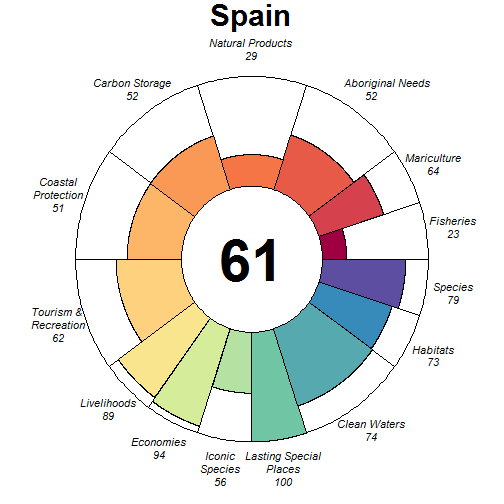 Spain
Natural Products
29
Carbon Storage
52
Aboriginal Needs
52
Mariculture
64
Coastal
Protection
51
Fisheries
23
61
Species
79
Tourism &
Recreation
62
Habitats
73
Livelihoods
89
Clean Waters
74
Economies
94
Iconic
Species
56
Lasting Special
Places
100